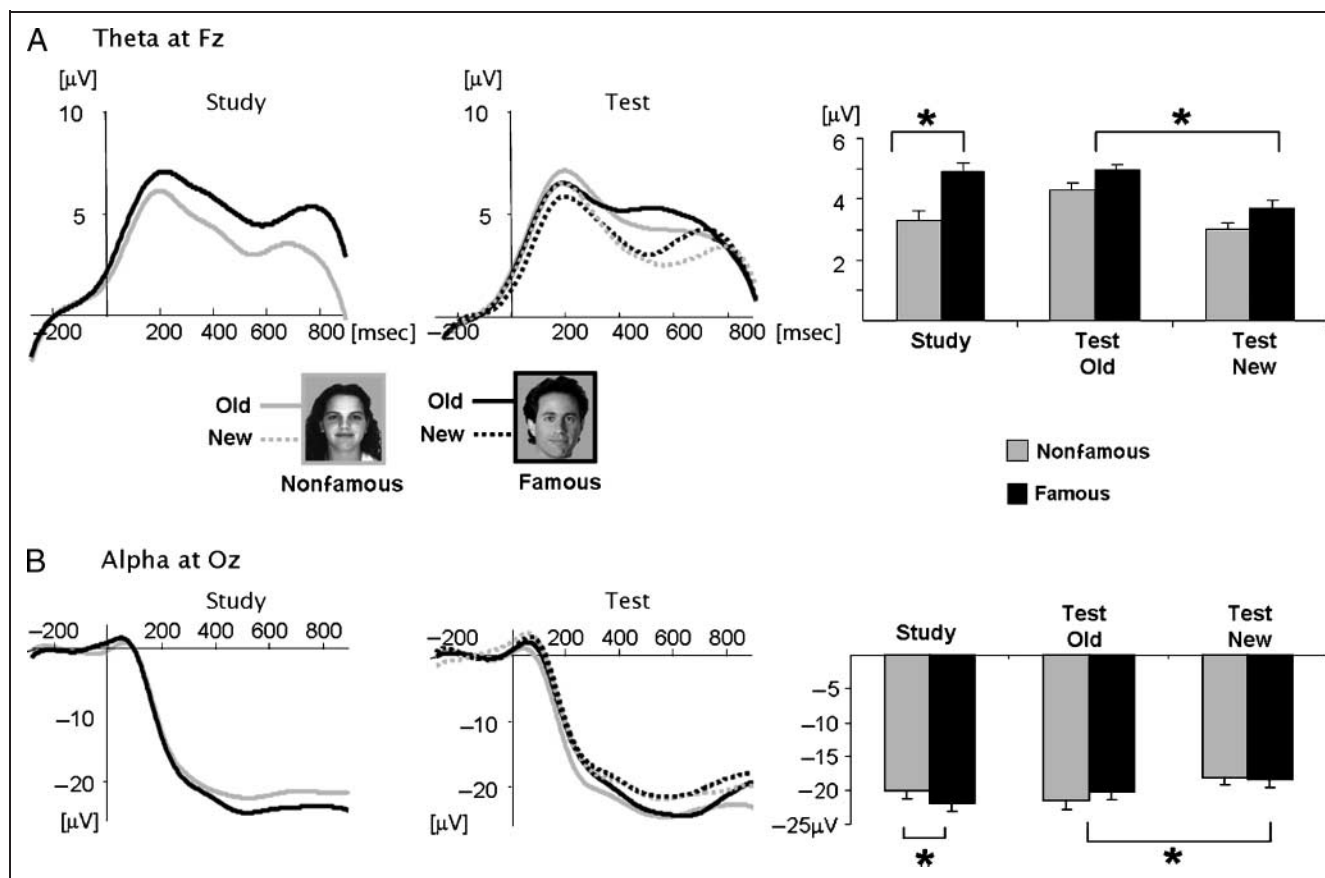 A Theta at Fz
[μV]
Study
10
5
−200 200 400 600 800 [msec]
[μV]
Test
10
5
−200 200 400 600 800 [msec]
[μV]
6
4
2
*
*
Study
Test
Old
Test
New
Old
New
Nonfamous
Old
New
Famous
Nonfamous
Famous
B Alpha at Oz
Study
−200 200 400 600 800
−10
−20
[μV]
Test
−200 200 400 600 800
−10
−20
[μV]
Study
Test
Old
Test
New
−5
−10
−15
−20
−25μV
*
*